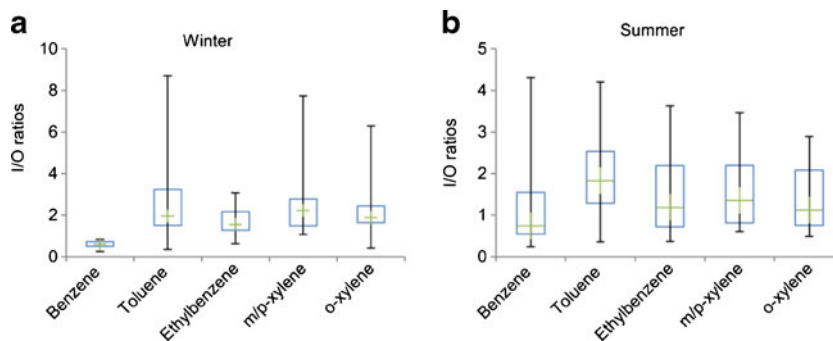 a
Winter
10
8
6
4
2
0
I/O ratios
Benzene
Toluene
Ethylbenzene
m/p-xylene
o-xylene
b
Summer
5
4
3
2
1
0
I/O ratios
Benzene
Toluene
Ethylbenzene
m/p-xylene
o-xylene